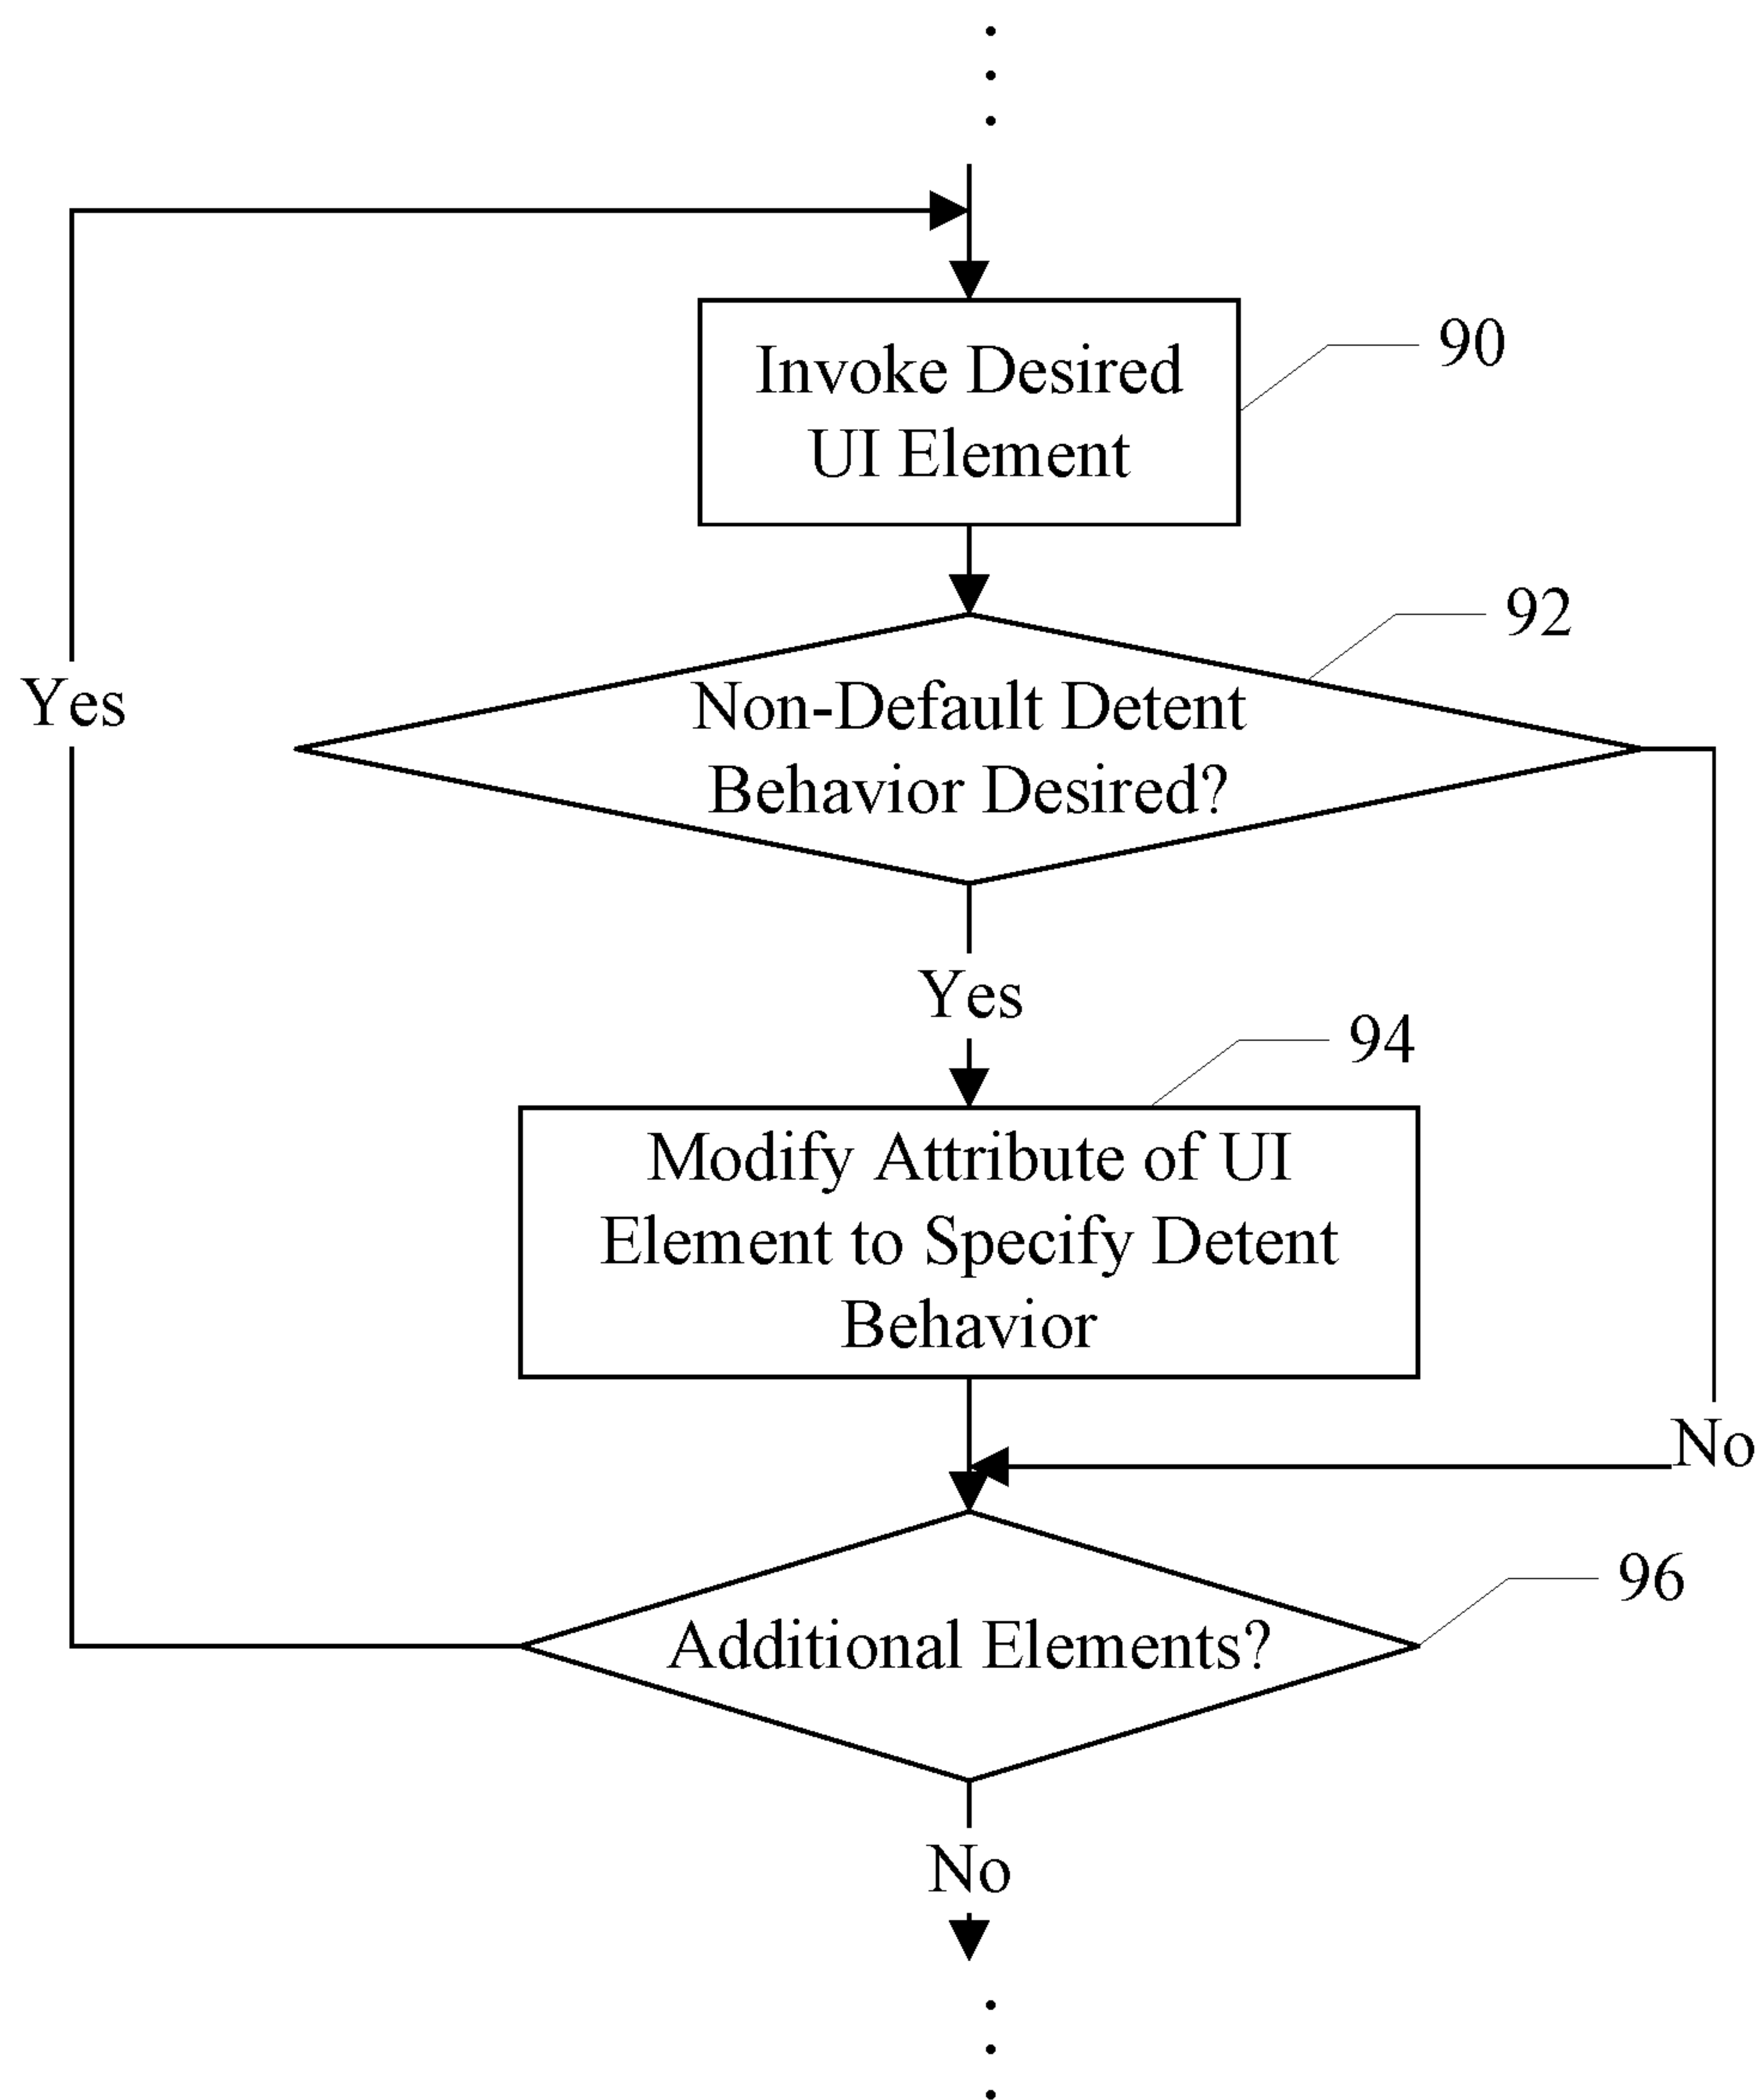 Invoke Desired
UI Element
90
92
Non-Default Detent
Behavior Desired?
Yes
Yes
94
Modify Attribute of UI
Element to Specify Detent
Behavior
No
96
Additional Elements?
No